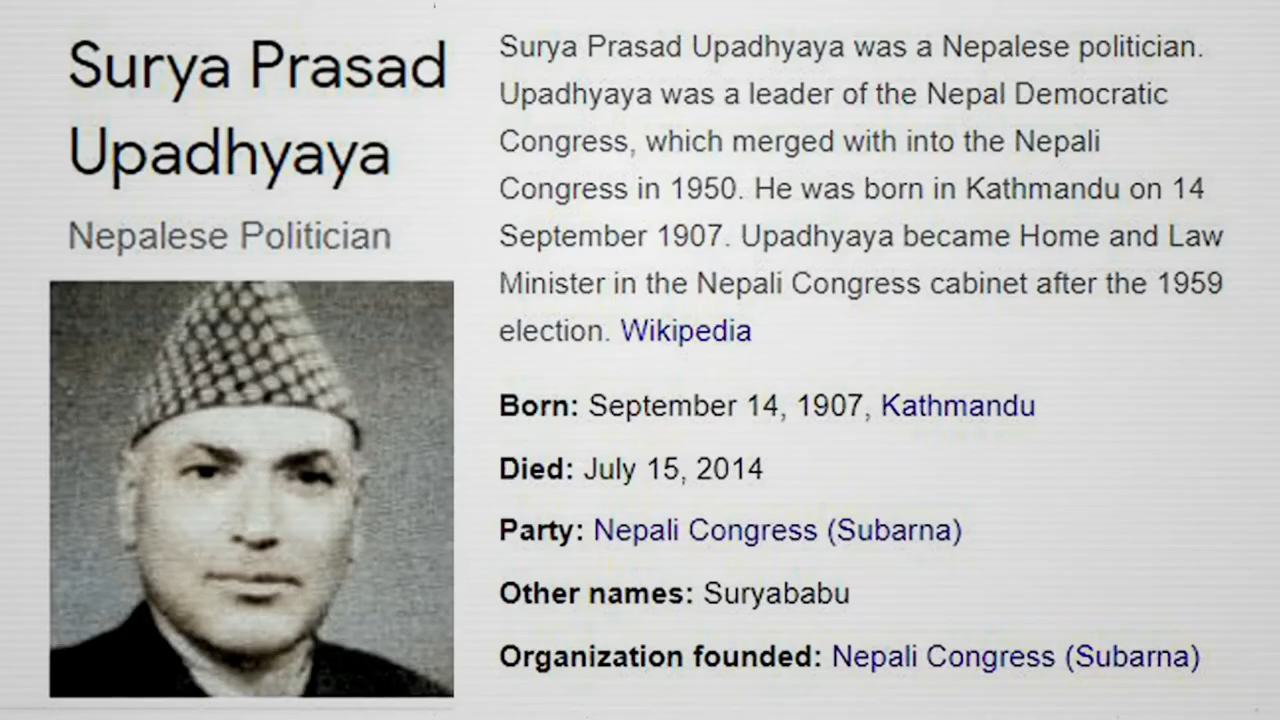 Surya Prasad
Upadhyaya
Nepalese Politician
Surya Prasad Upadhyaya was a Nepalese politician.
Upadhyaya was a leader of the Nepal Democratic
Congress, which merged with into the Nepali
Congress in 1950. He was born in Kathmandu on 14
September 1907. Upadhyaya became Home and Law
Minister in the Nepali Congress cabinet after the 1959
election. Wikipedia
Born: September 14, 1907, Kathmandu
Died: July 15, 2014
Party: Nepali Congress (Subarna)
Other names: Suryababu
Organization founded: Nepali Congress (Subarna)